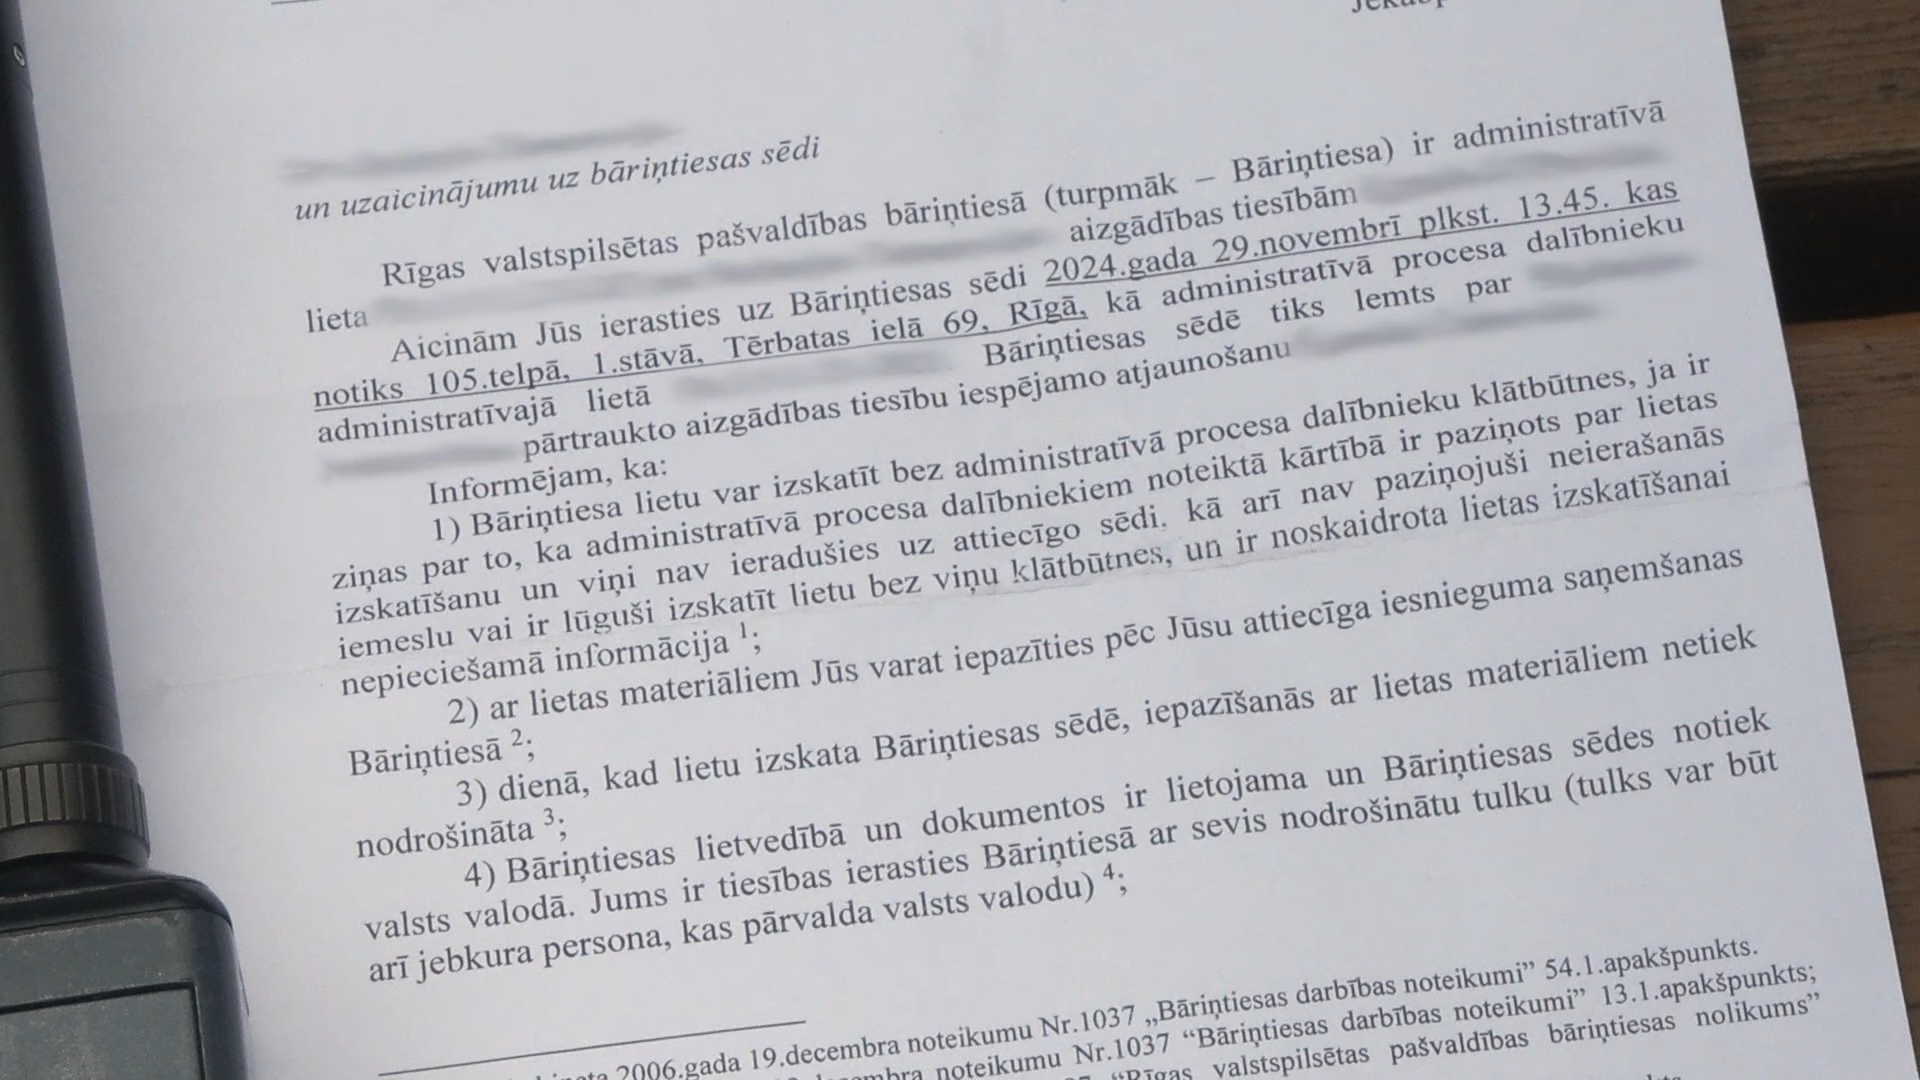 un uzaicinājumu uz bāriņtiesas sēdi
Rīgas valstspilsētas pašvaldības bāriņtiesā (turpmāk – Bāriņtiesa) ir administratīvā
lieta aizgādības tiesībām
Aicinām Jūs ierasties uz Bāriņtiesas sēdi 2024.gada 29.novembrī plkst. 13.45. kas
notiks 105.telpā, 1.stāvā, Tērbatas ielā 69, Rīgā, kā administratīvā procesa dalībnieku
administratīvajā lietā Bāriņtiesas sēdē tiks lemts par
pārtraukto aizgādības tiesību iespējamo atjaunošanu
Informējam, ka:
1) Bāriņtiesa lietu var izskatīt bez administratīvā procesa dalībnieku klātbūtnes, ja ir
ziņas par to, ka administratīvā procesa dalībniekiem noteiktā kārtībā ir paziņots par lietas
izskatīšanu un viņi nav ieradušies uz attiecīgo sēdi, kā arī nav paziņojuši neierašanās
iemeslu vai ir lūguši izskatīt lietu bez viņu klātbūtnes, un ir noskaidrota lietas izskatīšanai
nepieciešamā informācija ¹;
2) ar lietas materiāliem Jūs varat iepazīties pēc Jūsu attiecīga iesnieguma saņemšanas
Bāriņtiesā ²;
3) dienā, kad lietu izskata Bāriņtiesas sēdē, iepazīšanās ar lietas materiāliem netiek
nodrošināta ³;
4) Bāriņtiesas lietvedībā un dokumentos ir lietojama un Bāriņtiesas sēdes notiek
valsts valodā. Jums ir tiesības ierasties Bāriņtiesā ar sevis nodrošinātu tulku (tulks var būt
arī jebkura persona, kas pārvalda valsts valodu) ⁴;
2006.gada 19.decembra noteikumu Nr.1037 „Bāriņtiesas darbības noteikumi” 54.1.apakšpunkts.
noteikumu Nr.1037 “Bāriņtiesas darbības noteikumi” 13.1.apakšpunkts;
“Rīgas valstspilsētas pašvaldības bāriņtiesas nolikums”